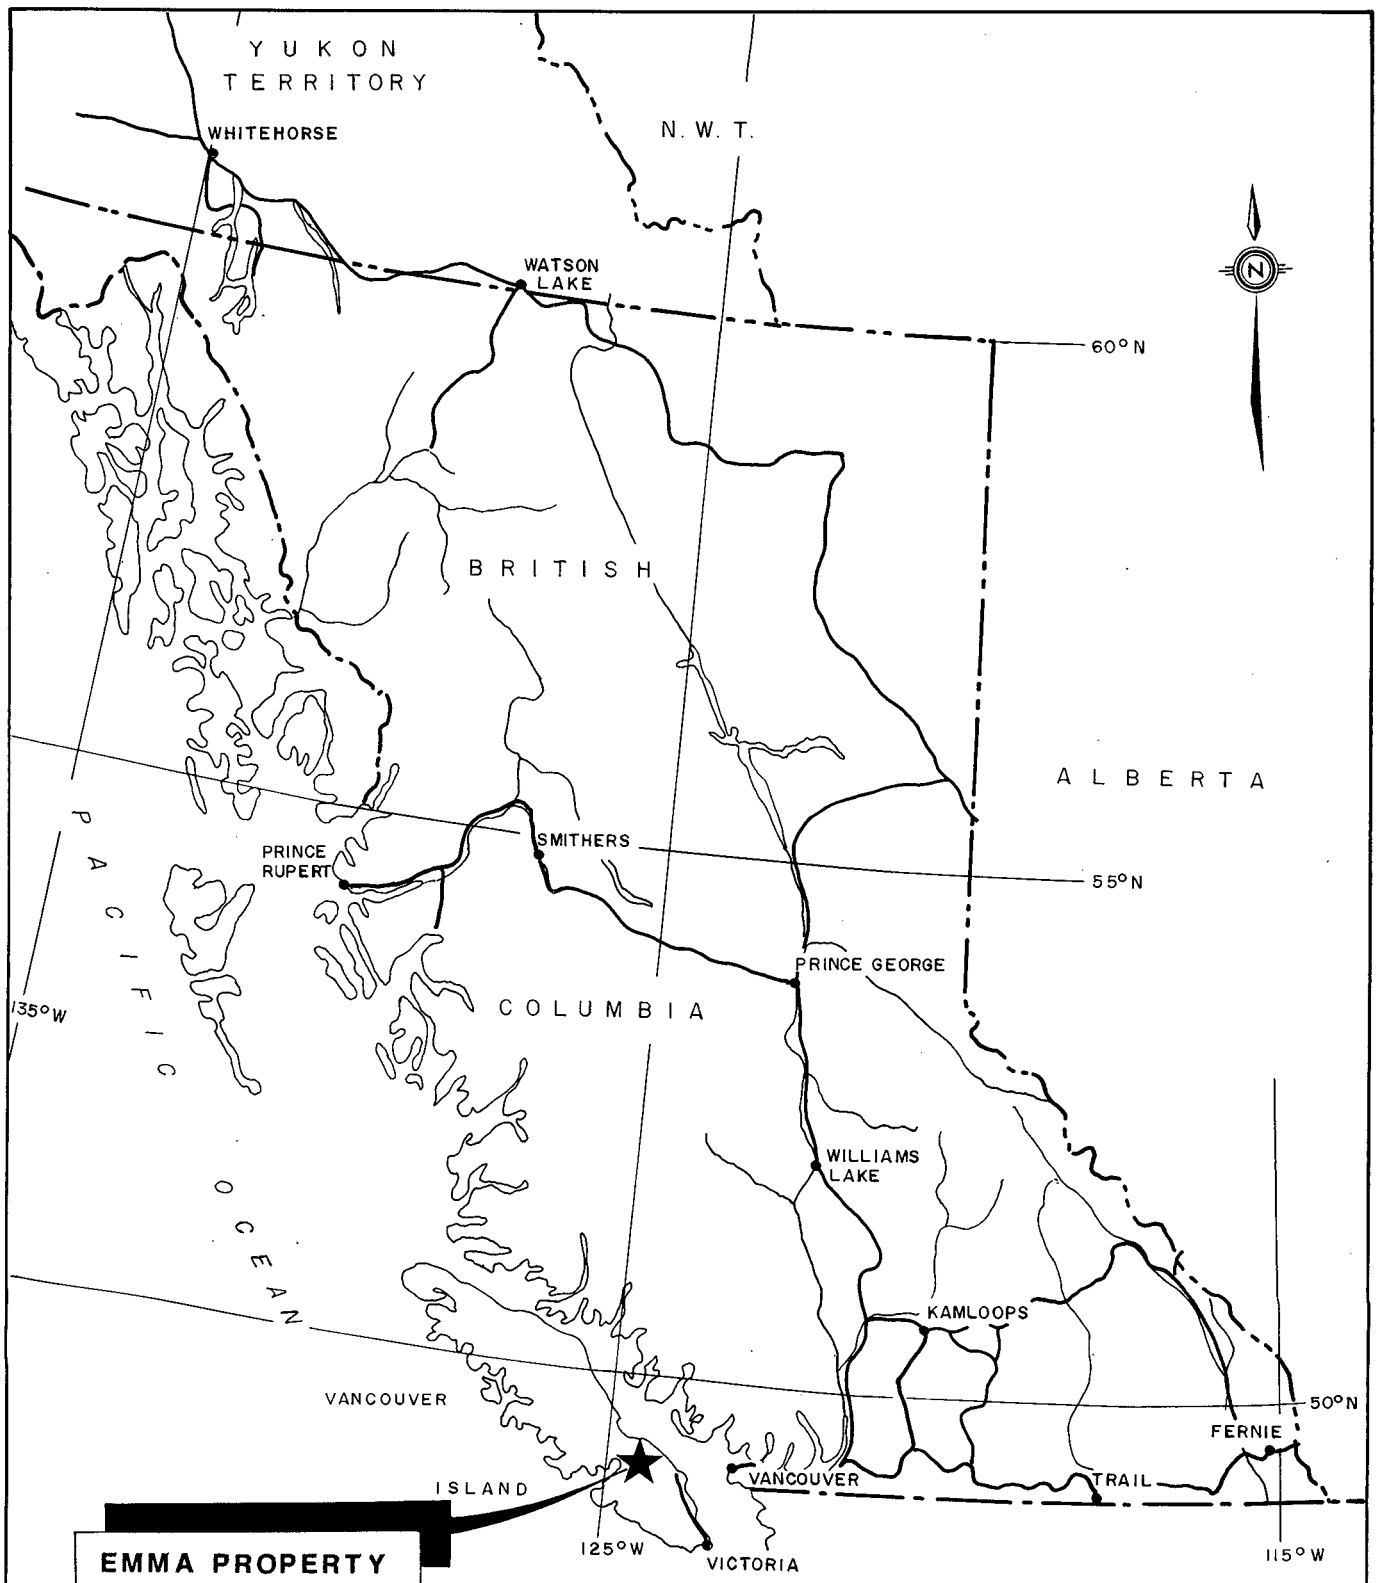 YUKON
TERRITORY
N.W.T.
WHITEHORSE
N
WATSON
LAKE
60°N
BRITISH
ALBERTA
PACIFIC
SMITHERS
PRINCE
RUPERT
55°N
PRINCE GEORGE
COLUMBIA
135°W
WILLIAMS
LAKE
OCEAN
KAMLOOPS
VANCOUVER
50°N
FERNIE
ISLAND
VANCOUVER
TRAIL
125°W
115°W
VICTORIA
EMMA PROPERTY